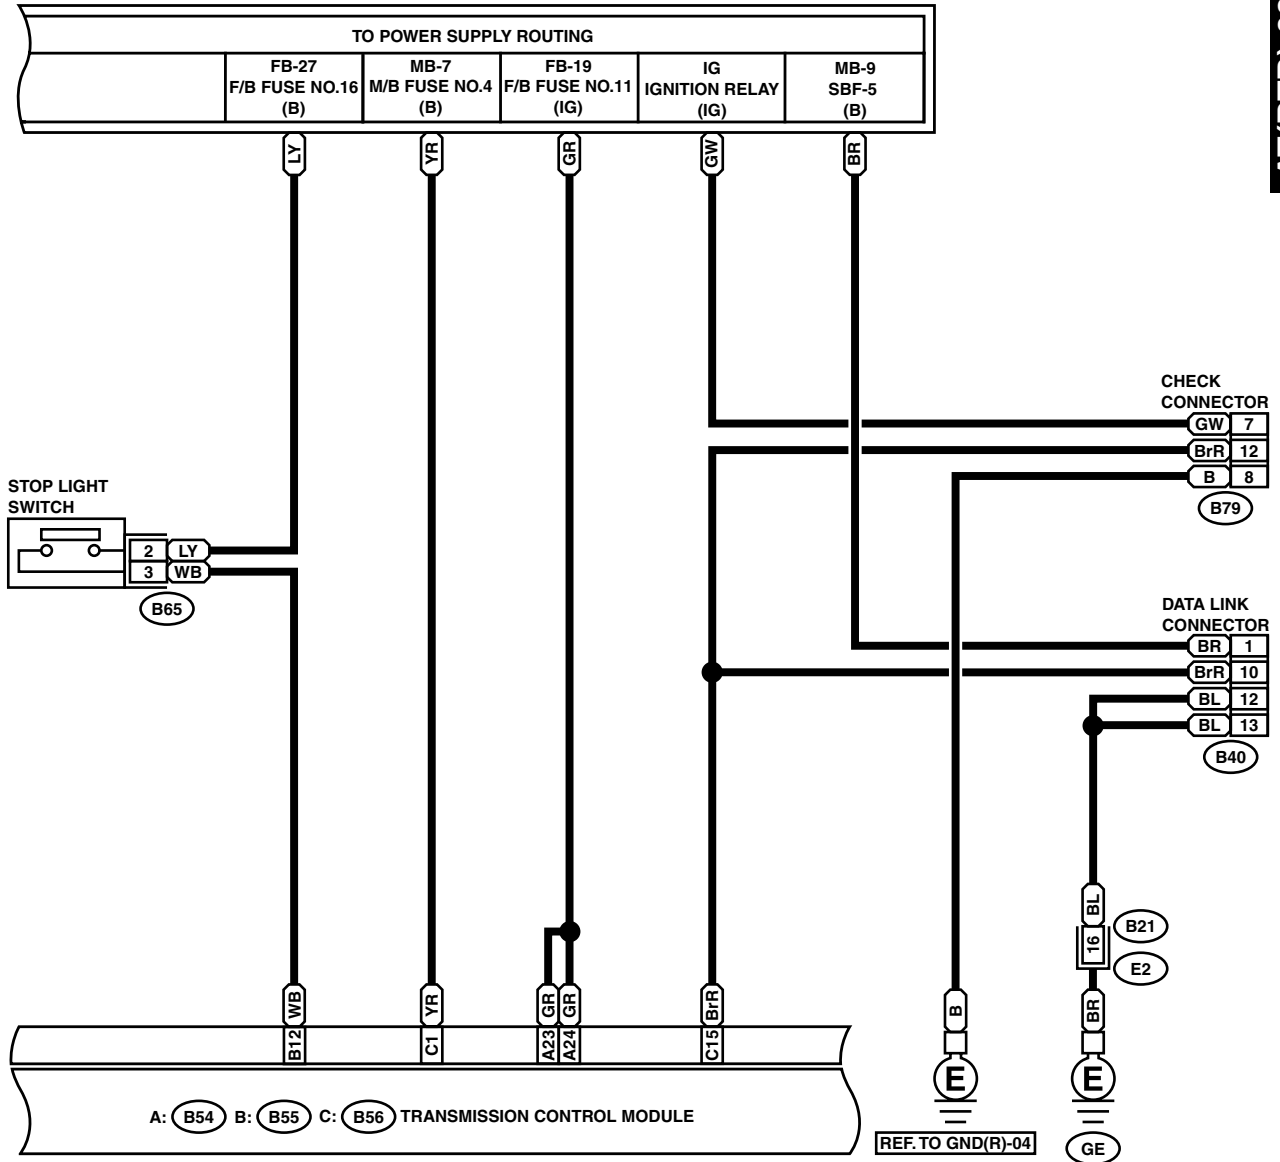 TO POWER SUPPLY ROUTING
FB-27
F/B FUSE NO.16
(B)
MB-7
M/B FUSE NO.4
(B)
FB-19
F/B FUSE NO.11
(IG)
IG
IGNITION RELAY
(IG)
MB-9
SBF-5
(B)
LY
YR
GR
GW
BR
CHECK
CONNECTOR
GW 7
BrR 12
B 8
B79
STOP LIGHT
SWITCH
2 LY
3 WB
B65
DATA LINK
CONNECTOR
BR 1
BrR 10
BL 12
BL 13
B40
BL
B21
16
E2
WB
YR
GR
GR
BrR
B
BR
B12
C1
A23
A24
C15
E
E
A: B54 B: B55 C: B56 TRANSMISSION CONTROL MODULE
REF. TO GND(R)-04
GE